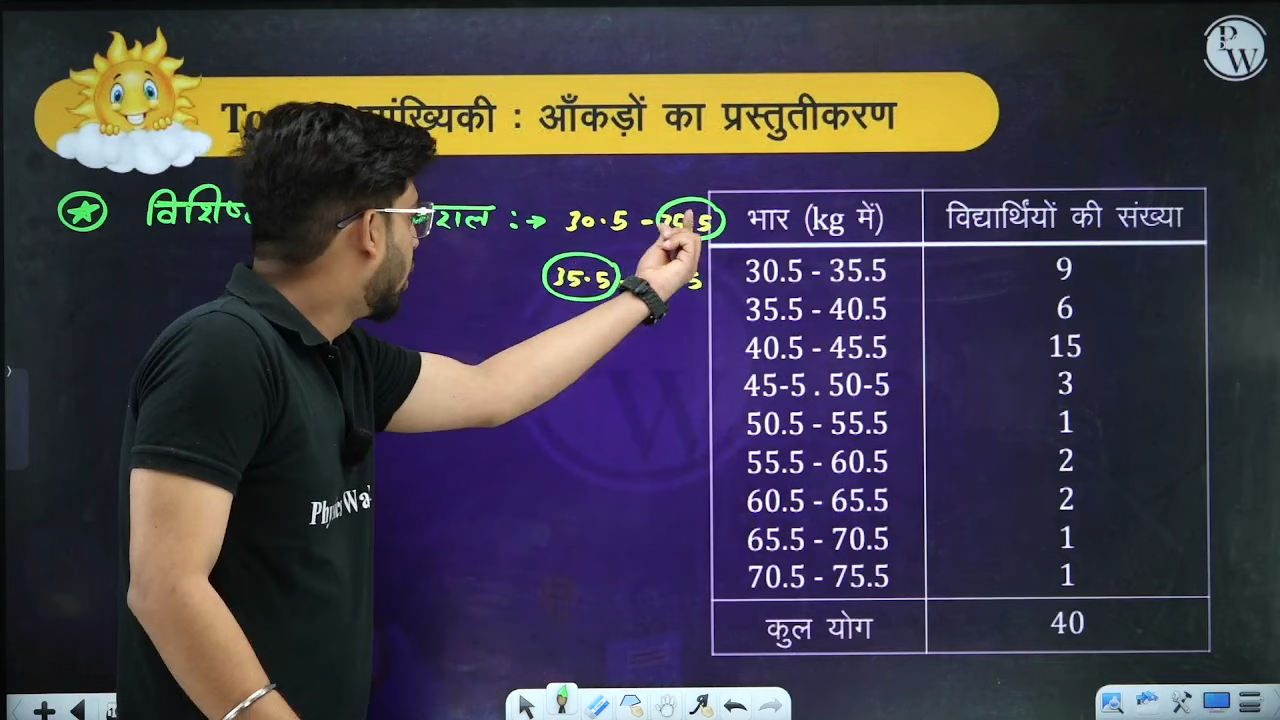 सांख्यिकी : आँकड़ों का प्रस्तुतीकरण
PW
:→ 30.5 -
35.5
भार (kg में) विद्यार्थियों की संख्या
30.5 - 35.5 9
35.5 - 40.5 6
40.5 - 45.5 15
45-5 . 50-5 3
50.5 - 55.5 1
55.5 - 60.5 2
60.5 - 65.5 2
65.5 - 70.5 1
70.5 - 75.5 1
कुल योग 40